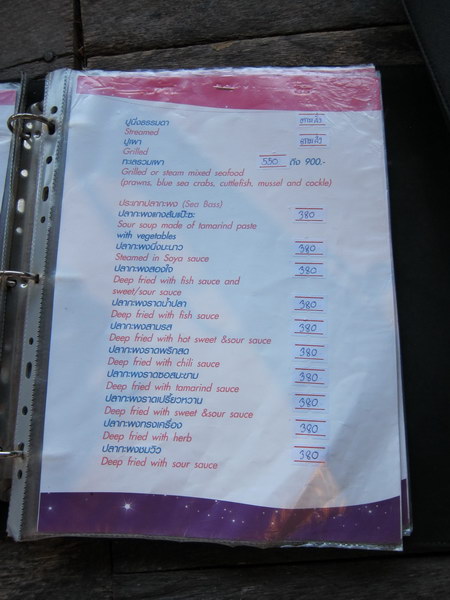 ปูนึ่งธรรมดา ตามชั่ง
Steamed
ปูเผา ตามชั่ง
Grilled
ทะเลรวมเผา 530 ถึง 900.-
Grilled or steam mixed seafood
(prawns, blue sea crabs, cuttlefish, mussel and cockle)
ประเภทปลากะพง (Sea Bass)
ปลากะพงแกงส้มแป๊ะซะ 380
Sour soup made of tamarind paste
with vegetables
ปลากะพงนึ่งมะนาว 380
Steamed in Soya sauce
ปลากะพงสองใจ 380
Deep fried with fish sauce and
sweet/sour sauce
ปลากะพงราดน้ำปลา 380
Deep fried with fish sauce
ปลากะพงสามรส 380
Deep fried with hot sweet &sour sauce
ปลากะพงราดพริกสด 380
Deep fried with chili sauce
ปลากะพงราดซอสมะขาม 380
Deep fried with tamarind sauce
ปลากะพงราดเปรี้ยวหวาน 380
Deep fried with sweet &sour sauce
ปลากะพงทรงเครื่อง 380
Deep fried with herb
ปลากะพงชมวิว 380
Deep fried with sour sauce